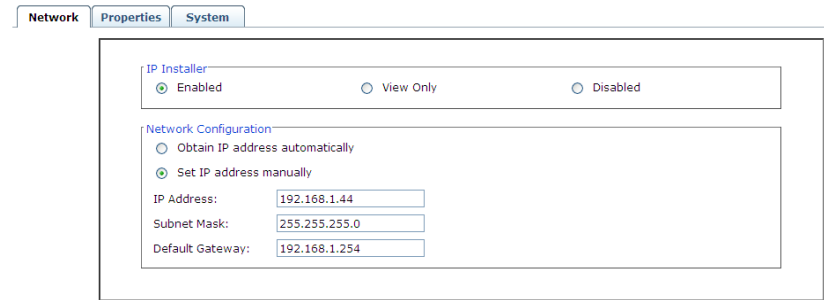 Network Properties System
IP Installer
Enabled View Only Disabled
Network Configuration
Obtain IP address automatically
Set IP address manually
IP Address: 192.168.1.44
Subnet Mask: 255.255.255.0
Default Gateway: 192.168.1.254